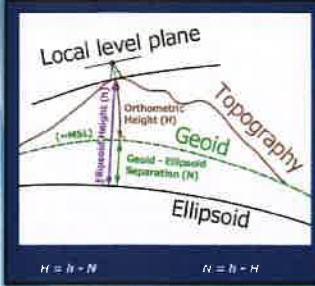 Local level plane
Ellipsoid Height (h)
Orthometric
Height (H)
Topography
(~MSL)
Geoid
Geoid - Ellipsoid
Separation (N)
Ellipsoid
H = h - N
N = h - H